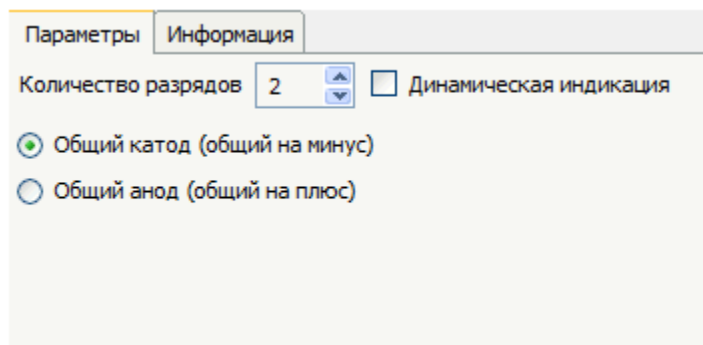 Параметры Информация
Количество разрядов 2 Динамическая индикация
Общий катод (общий на минус)
Общий анод (общий на плюс)